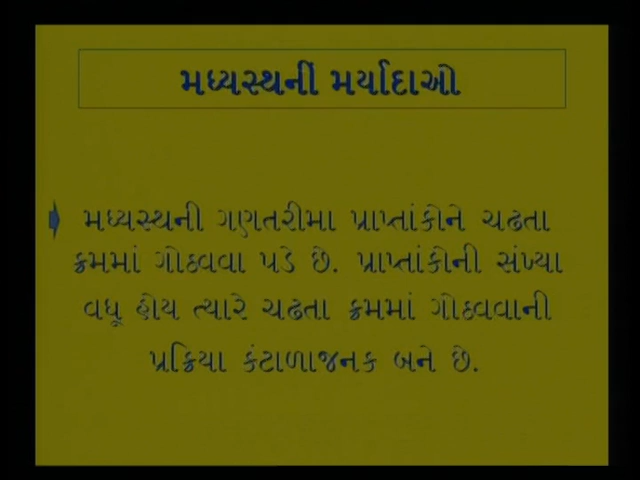 મધ્યસ્થની મર્યાદાઓ
મધ્યસ્થની ગણતરીમા પ્રાપ્તાંકોને ચઢતા
ક્રમમાં ગોઠવવા પડે છે. પ્રાપ્તાંકોની સંખ્યા
વધૂ હોય ત્યારે ચઢતા ક્રમમાં ગોઠવવાની
પ્રક્રિયા કંટાળાજનક બને છે.